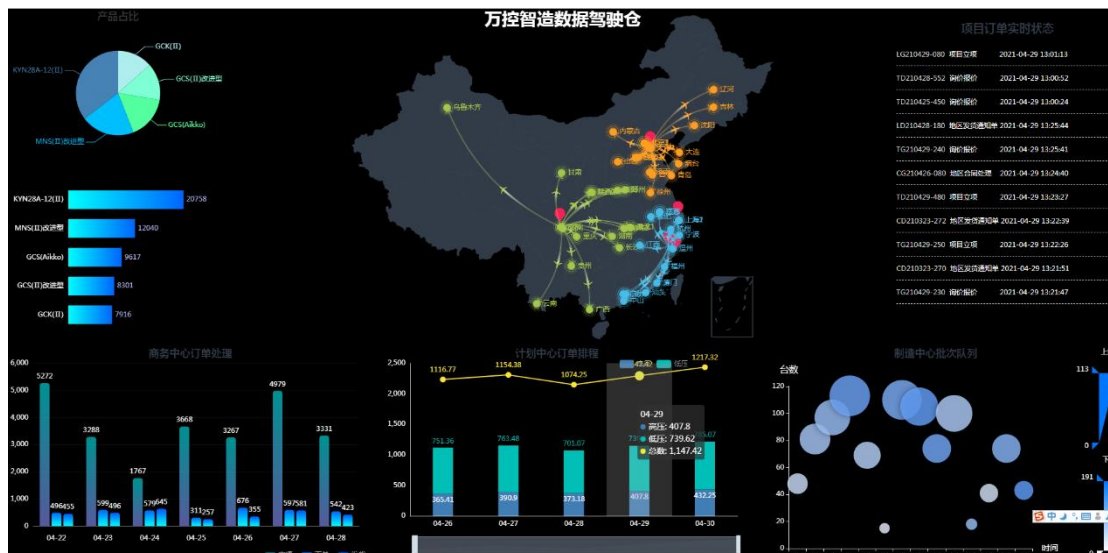 万控智造数据驾驶仓
产品占比
GCK(II)
KYN28A-12(II)
GCS(II)改进型
GCS(Aikko)
MNS(II)改进型
KYN28A-12(II) 20758
MNS(II)改进型 12040
GCS(Aikko) 9617
GCS(II)改进型 8301
GCK(II) 7916
乌鲁木齐
甘肃
重庆
湖南
贵州
云南
广西
辽河
吉林
沈阳
内蒙古
大连
烟台
青岛
徐州
上海2
宁波
温州
福州
厦门
汕头
中山
项目订单实时状态
LG210429-080 项目立项 2021-04-29 13:01:13
TD210428-552 询价报价 2021-04-29 13:00:52
TD210425-450 询价报价 2021-04-29 13:00:24
LD210428-180 地区发货通知单 2021-04-29 13:25:44
TG210429-240 询价报价 2021-04-29 13:25:41
CG210426-080 地区合同处理 2021-04-29 13:24:40
TD210429-480 项目立项 2021-04-29 13:23:27
CD210323-272 地区发货通知单 2021-04-29 13:22:39
TG210429-250 项目立项 2021-04-29 13:22:26
CD210323-270 地区发货通知单 2021-04-29 13:21:51
TG210429-230 询价报价 2021-04-29 13:21:47
商务中心订单处理
6,000
5,000
4,000
3,000
2,000
1,000
0
5272
496 455
3288
599 496
1767
579 645
3668
311 257
3267
676 355
4979
597 581
3331
542 423
04-22 04-23 04-24 04-25 04-26 04-27 04-28
计划中心订单排程
低压
2,500
2,000
1,500
1,000
500
0
1116.77 1154.38 1074.25 1217.32
751.36 763.48 701.07
365.41 390.9 373.18 407.8 432.25
04-29
高压: 407.8
低压: 739.62
总数: 1,147.42
04-26 04-27 04-28 04-29 04-30
制造中心批次队列
台数
120
100
80
60
40
20
0
时间
上
113
0
下
191
0
中